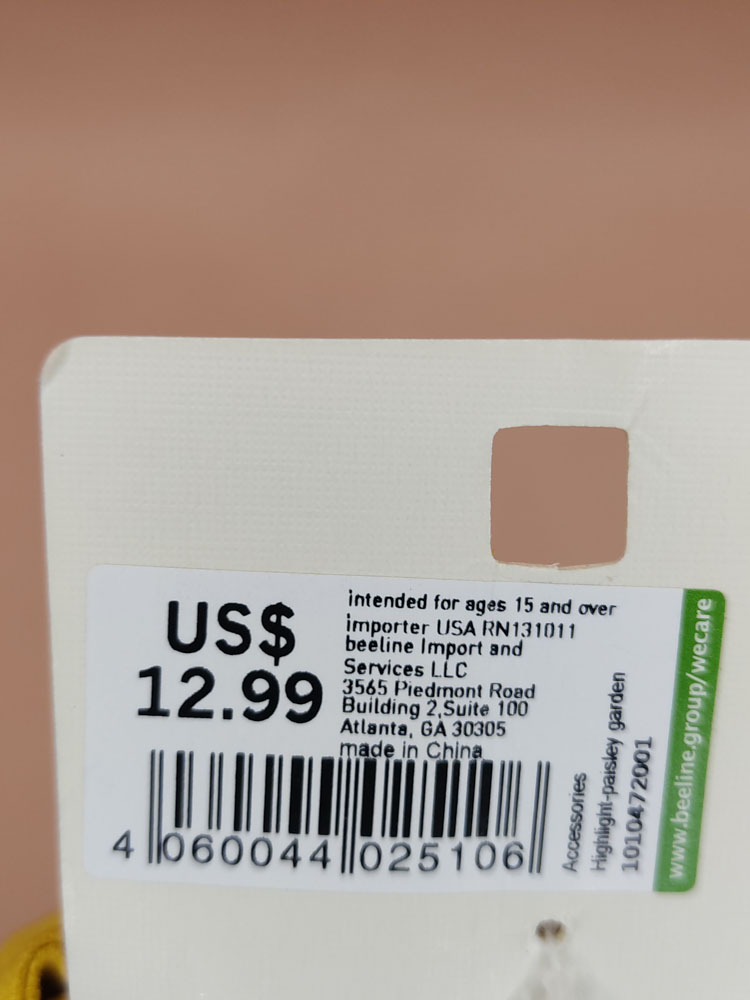 US$
12.99
intended for ages 15 and over
importer USA RN131011
beeline Import and
Services LLC
3565 Piedmont Road
Building 2,Suite 100
Atlanta, GA 30305
made in China
4 060044 025106
Accessories
Highlight-paisley garden
1010472001
www.beeline.group/wecare